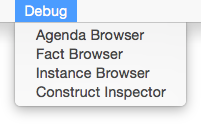 Debug
Agenda Browser
Fact Browser
Instance Browser
Construct Inspector